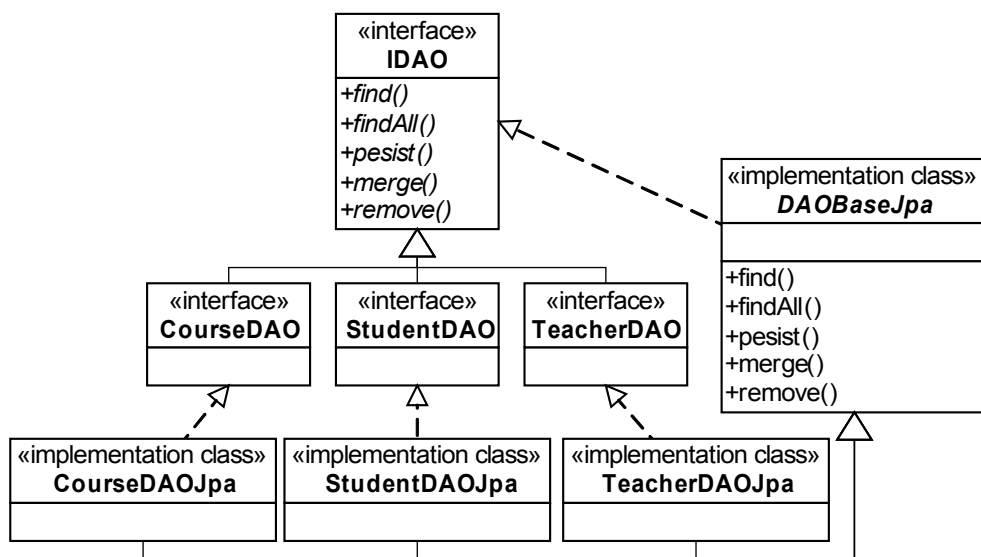 «interface»
IDAO
+find()
+findAll()
+pesist()
+merge()
+remove()
«implementation class»
DAOBaseJpa
+find()
+findAll()
+pesist()
+merge()
+remove()
«interface»
CourseDAO
«interface»
StudentDAO
«interface»
TeacherDAO
«implementation class»
CourseDAOJpa
«implementation class»
StudentDAOJpa
«implementation class»
TeacherDAOJpa